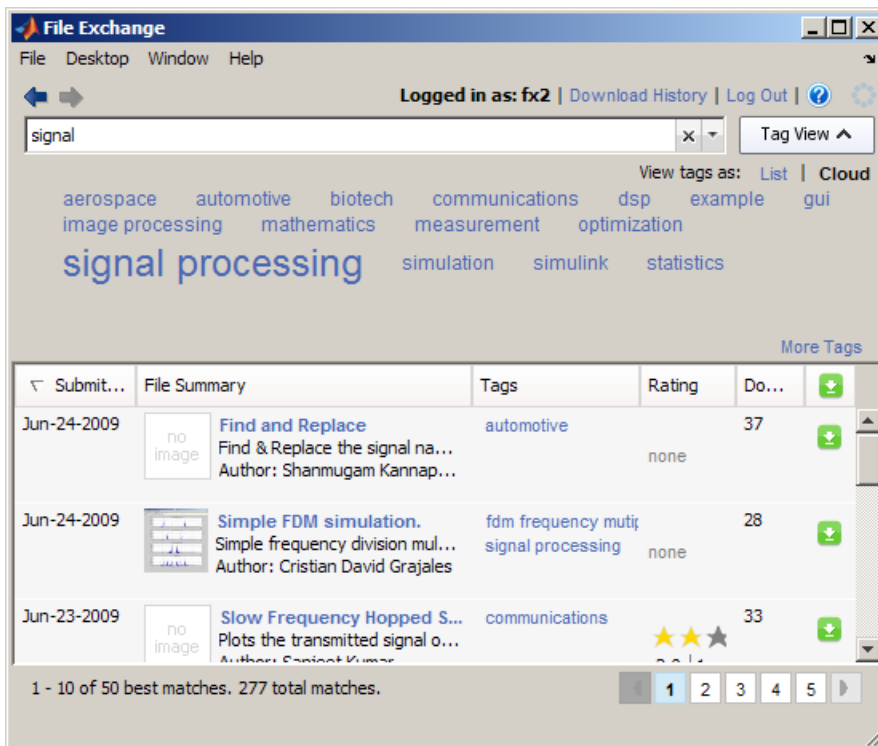 File Exchange
File Desktop Window Help
Logged in as: fx2 | Download History | Log Out | ?
signal
Tag View
View tags as: List | Cloud
aerospace automotive biotech communications dsp example gui
image processing mathematics measurement optimization
signal processing simulation simulink statistics
More Tags
Submit... File Summary Tags Rating Do...
Jun-24-2009 no image Find and Replace automotive none 37
Find & Replace the signal na...
Author: Shanmugam Kannap...
Jun-24-2009 Simple FDM simulation. fdm frequency mutip 28
Simple frequency division mul... signal processing none
Author: Cristian David Grajales
Jun-23-2009 no image Slow Frequency Hopped S... communications 33
Plots the transmitted signal o...
Author: Sanjeet Kumar
1 - 10 of 50 best matches. 277 total matches.
1 2 3 4 5